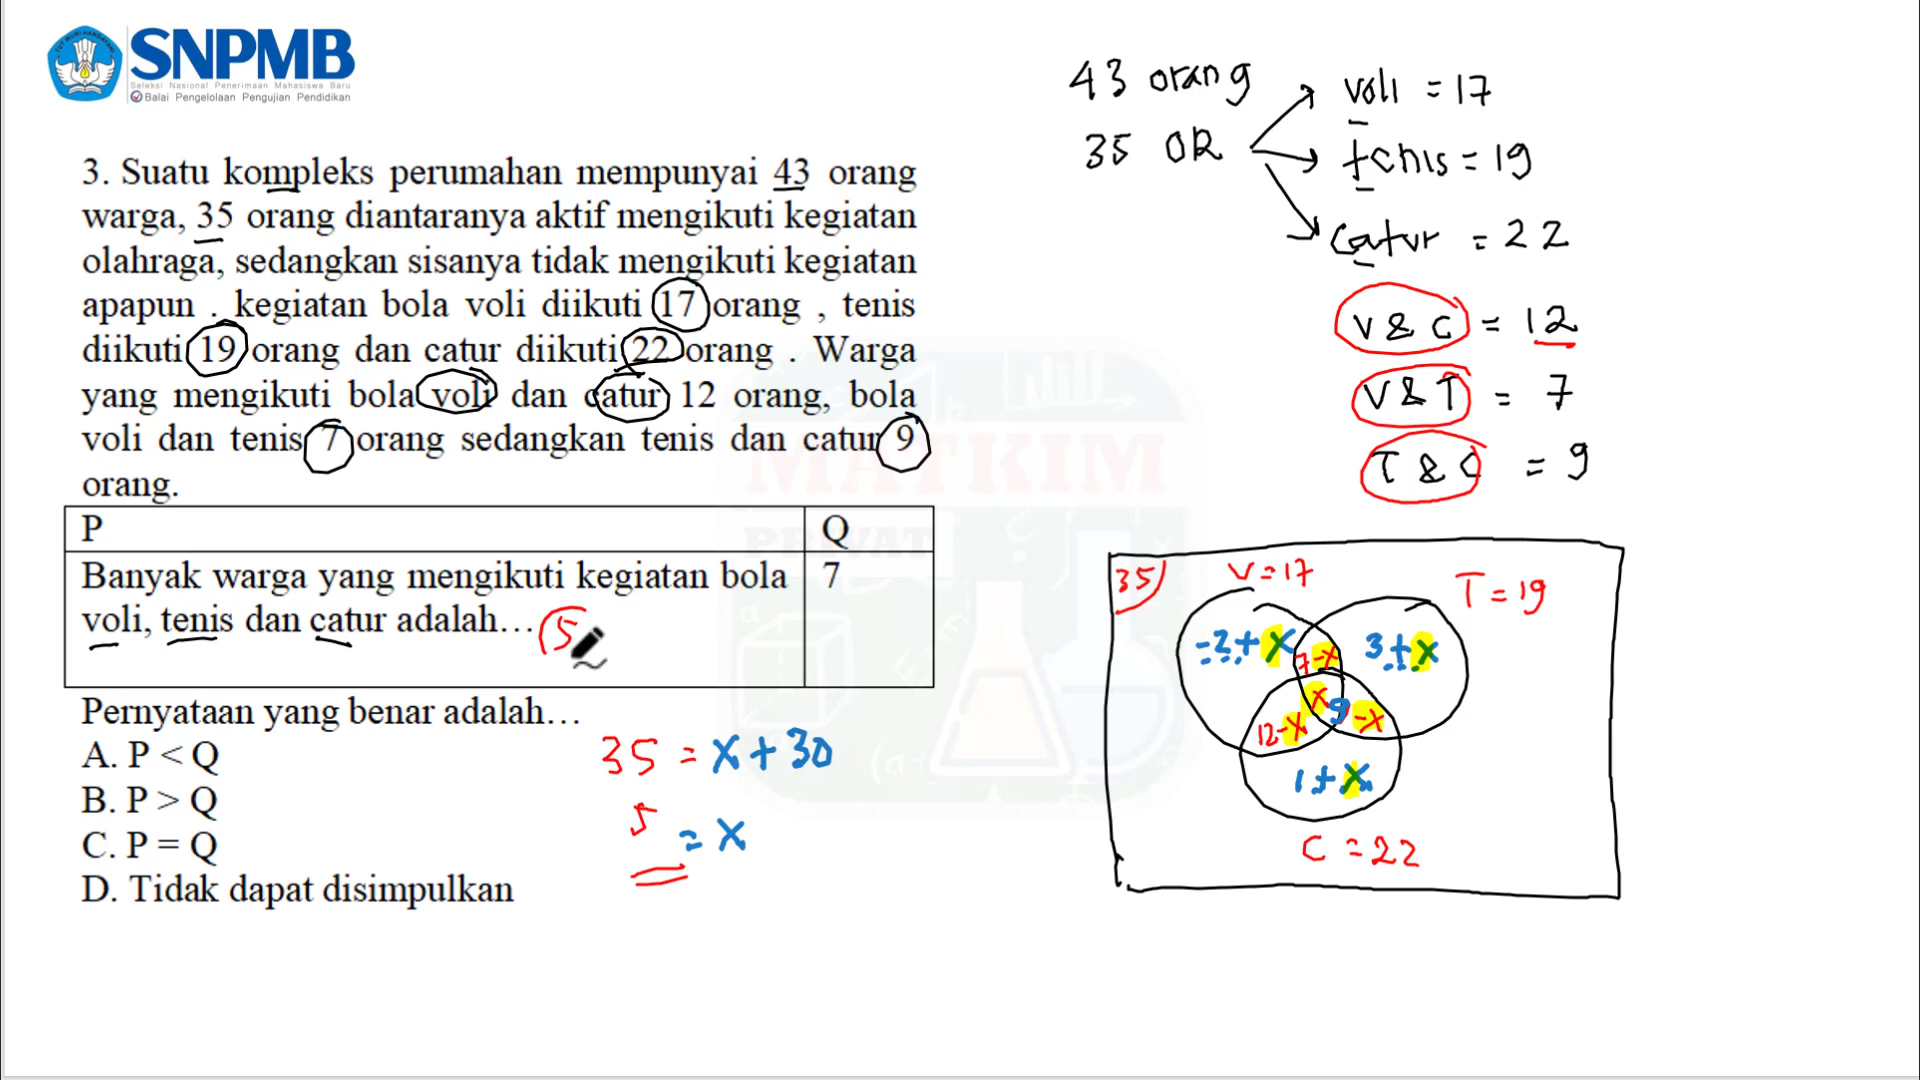 SNPMB
Seleksi Nasional Penerimaan Mahasiswa Baru
Balai Pengelolaan Pengujian Pendidikan
3. Suatu kompleks perumahan mempunyai 43 orang
warga, 35 orang diantaranya aktif mengikuti kegiatan
olahraga, sedangkan sisanya tidak mengikuti kegiatan
apapun . kegiatan bola voli diikuti 17 orang , tenis
diikuti 19 orang dan catur diikuti 22 orang . Warga
yang mengikuti bola voli dan catur 12 orang, bola
voli dan tenis 7 orang sedangkan tenis dan catur 9
orang.
P Q
Banyak warga yang mengikuti kegiatan bola 7
voli, tenis dan catur adalah... 5
Pernyataan yang benar adalah...
A. P < Q
B. P > Q
C. P = Q
D. Tidak dapat disimpulkan
35 = x + 30
5 = x
43 orang
35 OR
voli = 17
tenis = 19
catur = 22
V & C = 12
V & T = 7
T & C = 9
35
V = 17
T = 19
-2 + x
7 - x
3 + x
x
12 - x
9 - x
1 + x
C = 22
MATKIM
PRIVAT